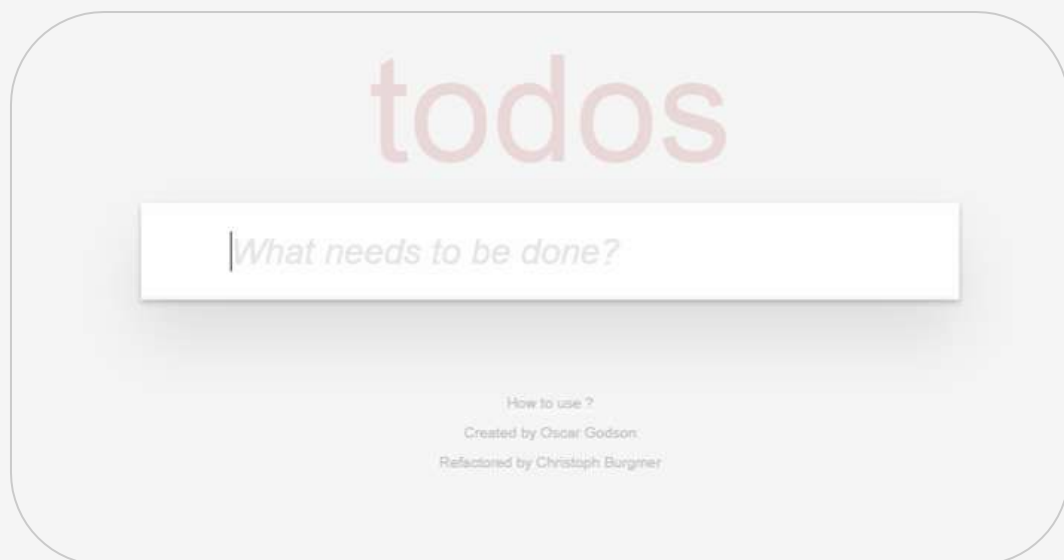 todos
What needs to be done?
How to use ?
Created by Oscar Godson
Refactored by Christoph Burgmer